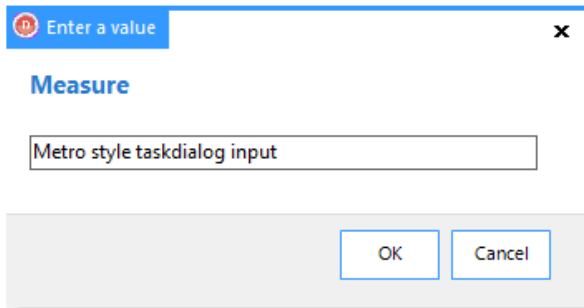 Enter a value
Measure
Metro style taskdialog input
OK Cancel